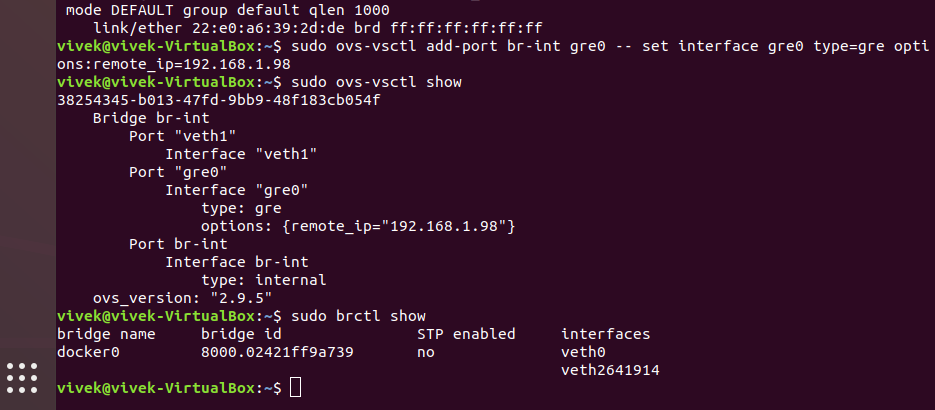 mode DEFAULT group default qlen 1000
link/ether 22:e0:a6:39:2d:de brd ff:ff:ff:ff:ff:ff
vivek@vivek-VirtualBox:~$ sudo ovs-vsctl add-port br-int gre0 -- set interface gre0 type=gre opti
ons:remote_ip=192.168.1.98
vivek@vivek-VirtualBox:~$ sudo ovs-vsctl show
38254345-b013-47fd-9bb9-48f183cb054f
Bridge br-int
Port "veth1"
Interface "veth1"
Port "gre0"
Interface "gre0"
type: gre
options: {remote_ip="192.168.1.98"}
Port br-int
Interface br-int
type: internal
ovs_version: "2.9.5"
vivek@vivek-VirtualBox:~$ sudo brctl show
bridge name bridge id STP enabled interfaces
docker0 8000.02421ff9a739 no veth0
veth2641914
vivek@vivek-VirtualBox:~$